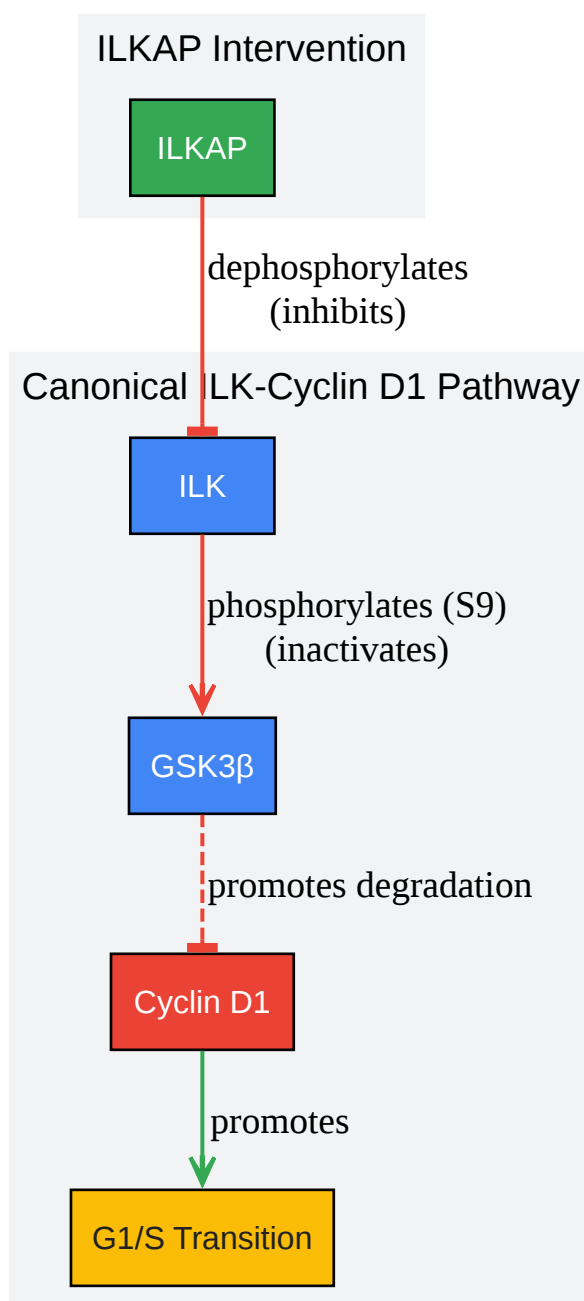 ILKAP Intervention
ILKAP
dephosphorylates
(inhibits)
Canonical ILK-Cyclin D1 Pathway
ILK
phosphorylates (S9)
(inactivates)
GSK3β
promotes degradation
Cyclin D1
promotes
G1/S Transition